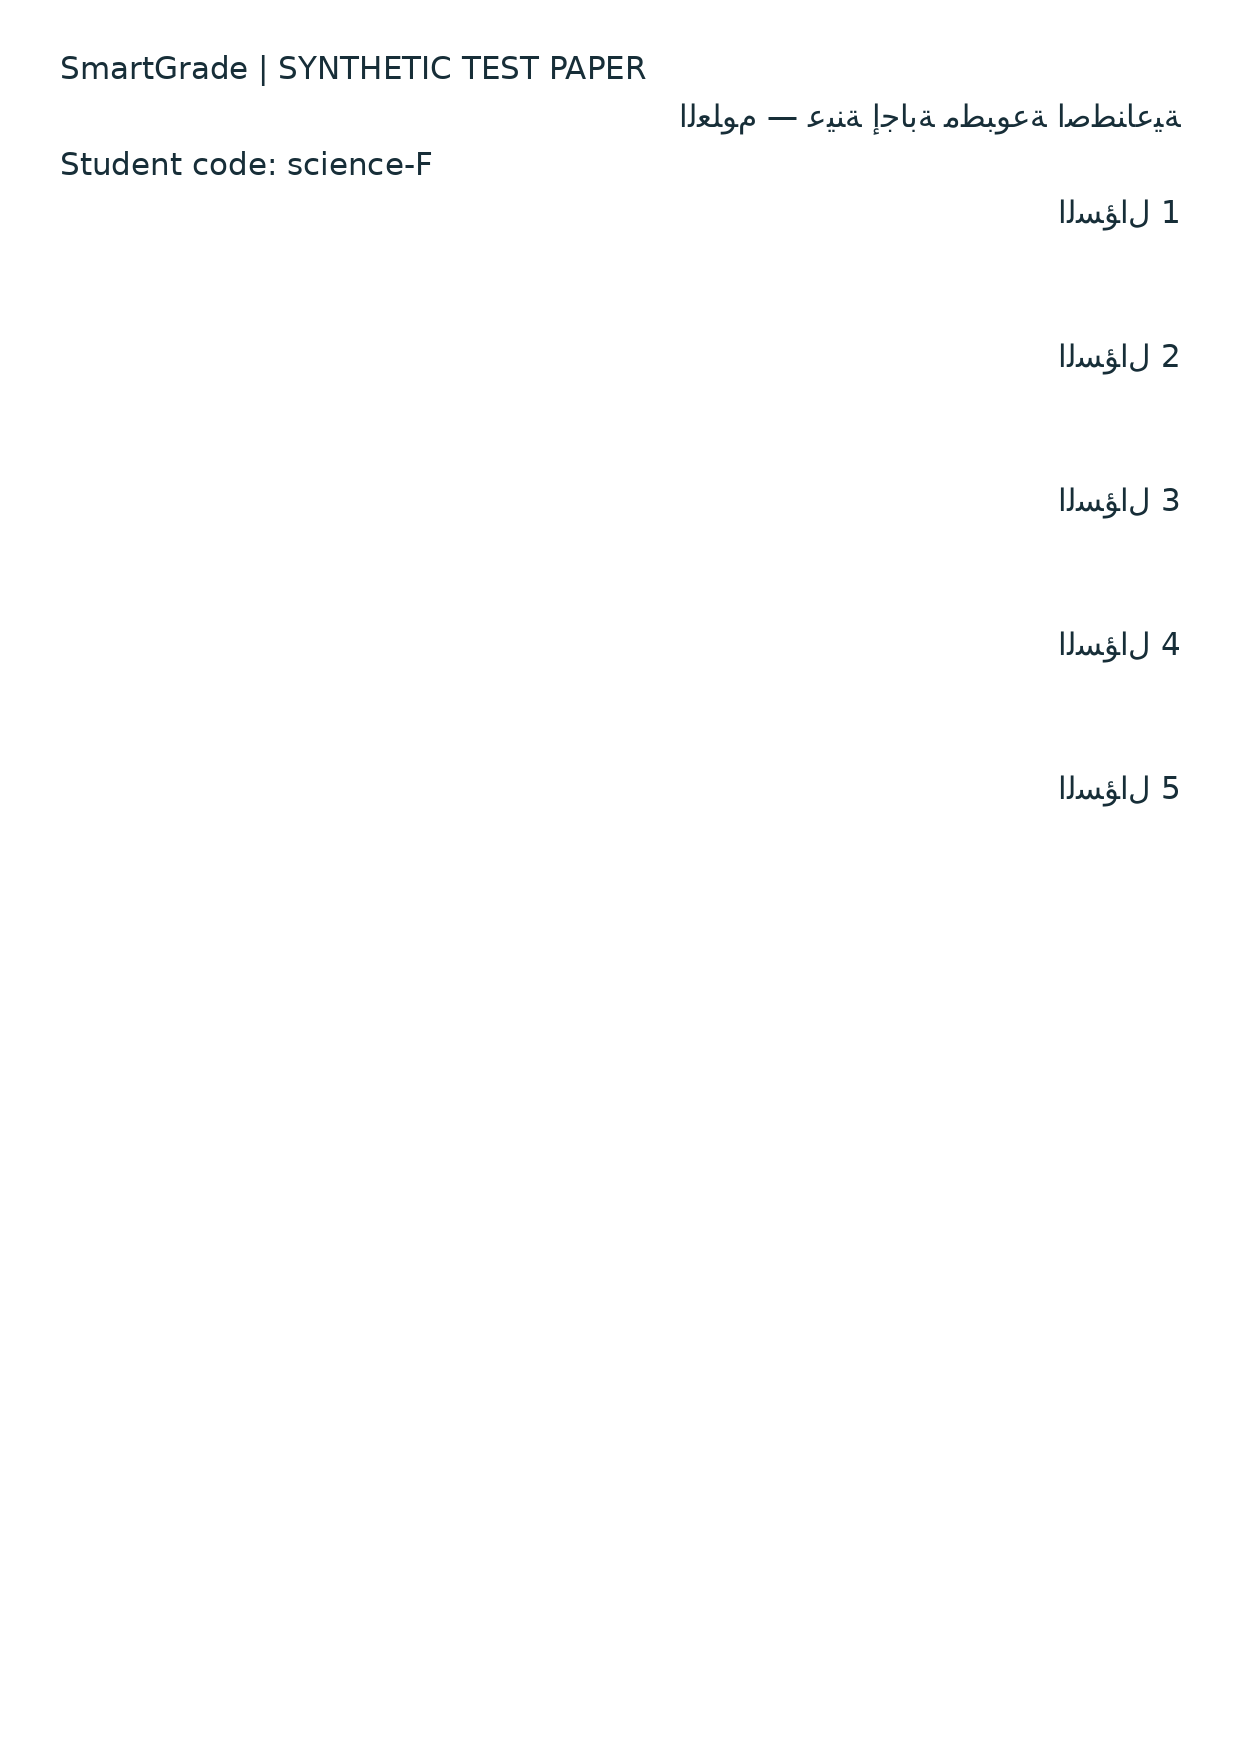 SmartGrade | SYNTHETIC TEST PAPER
العلوم — عينة إجابة مطبوعة اصطناعية
Student code: science-F
السؤال 1
السؤال 2
السؤال 3
السؤال 4
السؤال 5